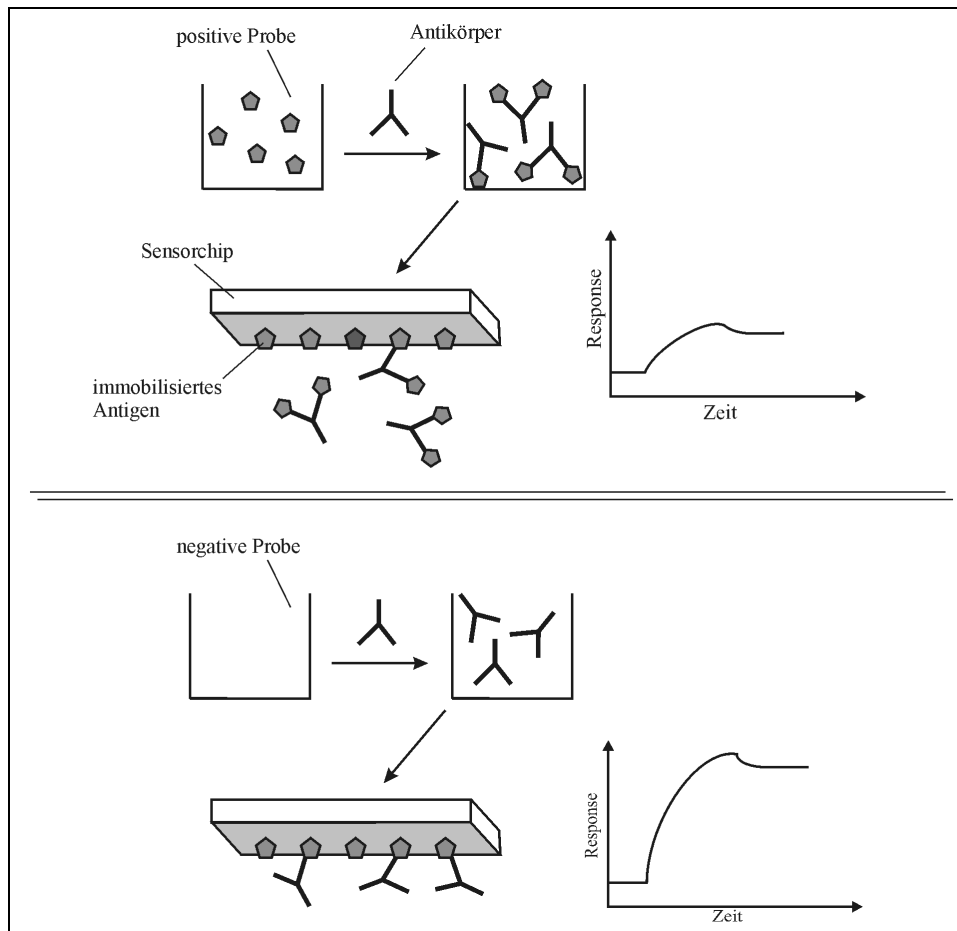 positive Probe
Antikörper
Sensorchip
immobilisiertes
Antigen
Response
Zeit
negative Probe
Response
Zeit